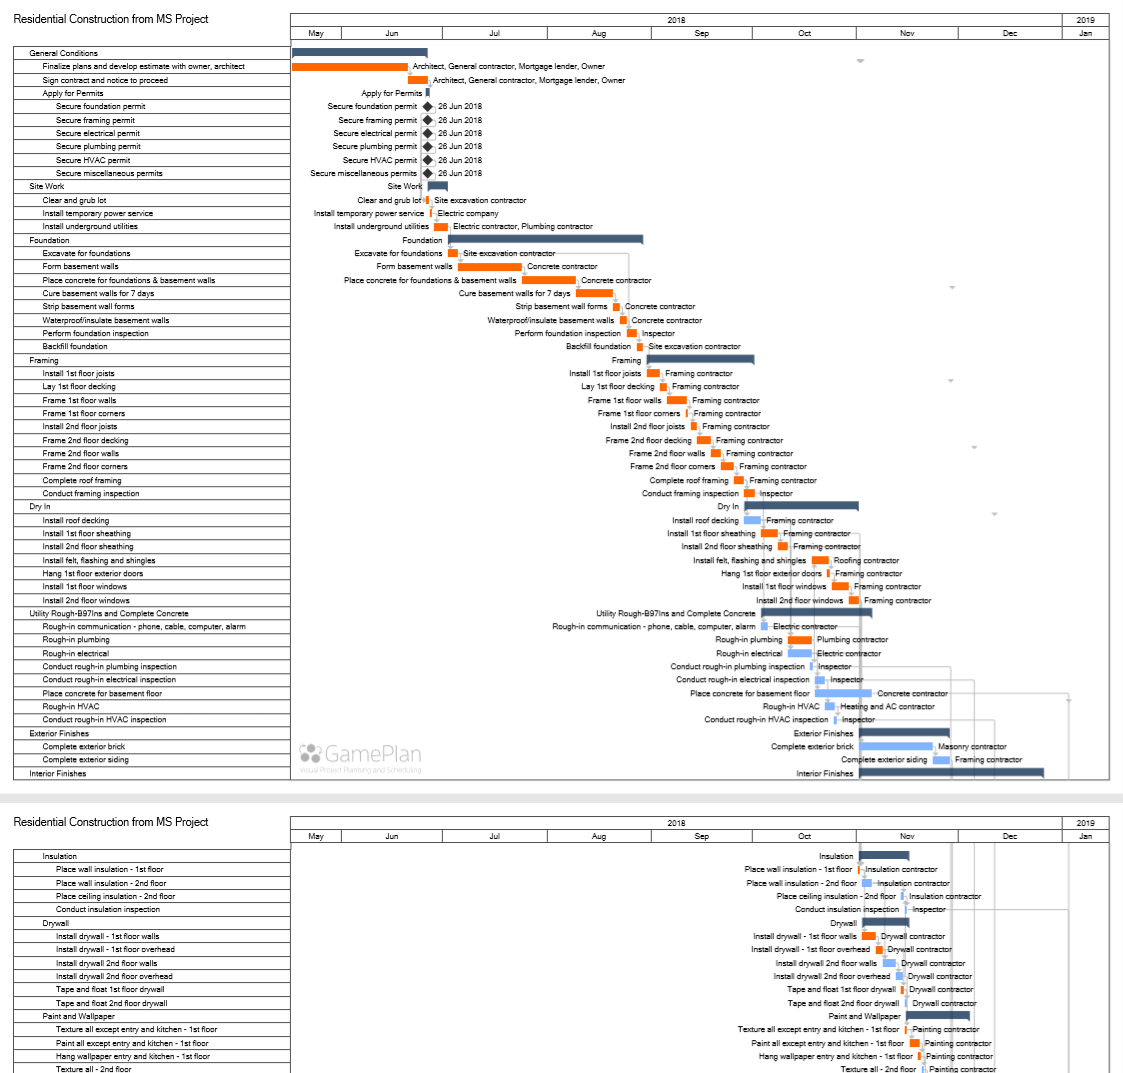 Residential Construction from MS Project
2018 2019
May Jun Jul Aug Sep Oct Nov Dec Jan
General Conditions
Finalize plans and develop estimate with owner, architect Architect, General contractor, Mortgage lender, Owner
Sign contract and notice to proceed Architect, General contractor, Mortgage lender, Owner
Apply for Permits Apply for Permits
Secure foundation permit Secure foundation permit 26 Jun 2018
Secure framing permit Secure framing permit 26 Jun 2018
Secure electrical permit Secure electrical permit 26 Jun 2018
Secure plumbing permit Secure plumbing permit 26 Jun 2018
Secure HVAC permit Secure HVAC permit 26 Jun 2018
Secure miscellaneous permits Secure miscellaneous permits 26 Jun 2018
Site Work Site Work
Clear and grub lot Clear and grub lot Site excavation contractor
Install temporary power service Install temporary power service Electric company
Install underground utilities Install underground utilities Electric contractor, Plumbing contractor
Foundation Foundation
Excavate for foundations Excavate for foundations Site excavation contractor
Form basement walls Form basement walls Concrete contractor
Place concrete for foundations & basement walls Place concrete for foundations & basement walls Concrete contractor
Cure basement walls for 7 days Cure basement walls for 7 days
Strip basement wall forms Strip basement wall forms Concrete contractor
Waterproof/insulate basement walls Waterproof/insulate basement walls Concrete contractor
Perform foundation inspection Perform foundation inspection Inspector
Backfill foundation Backfill foundation Site excavation contractor
Framing Framing
Install 1st floor joists Install 1st floor joists Framing contractor
Lay 1st floor decking Lay 1st floor decking Framing contractor
Frame 1st floor walls Frame 1st floor walls Framing contractor
Frame 1st floor corners Frame 1st floor corners Framing contractor
Install 2nd floor joists Install 2nd floor joists Framing contractor
Frame 2nd floor decking Frame 2nd floor decking Framing contractor
Frame 2nd floor walls Frame 2nd floor walls Framing contractor
Frame 2nd floor corners Frame 2nd floor corners Framing contractor
Complete roof framing Complete roof framing Framing contractor
Conduct framing inspection Conduct framing inspection Inspector
Dry In Dry In
Install roof decking Install roof decking Framing contractor
Install 1st floor sheathing Install 1st floor sheathing Framing contractor
Install 2nd floor sheathing Install 2nd floor sheathing Framing contractor
Install felt, flashing and shingles Install felt, flashing and shingles Roofing contractor
Hang 1st floor exterior doors Hang 1st floor exterior doors Framing contractor
Install 1st floor windows Install 1st floor windows Framing contractor
Install 2nd floor windows Install 2nd floor windows Framing contractor
Utility Rough-B97Ins and Complete Concrete Utility Rough-B97Ins and Complete Concrete
Rough-in communication - phone, cable, computer, alarm Rough-in communication - phone, cable, computer, alarm Electric contractor
Rough-in plumbing Rough-in plumbing Plumbing contractor
Rough-in electrical Rough-in electrical Electric contractor
Conduct rough-in plumbing inspection Conduct rough-in plumbing inspection Inspector
Conduct rough-in electrical inspection Conduct rough-in electrical inspection Inspector
Place concrete for basement floor Place concrete for basement floor Concrete contractor
Rough-in HVAC Rough-in HVAC Heating and AC contractor
Conduct rough-in HVAC inspection Conduct rough-in HVAC inspection Inspector
Exterior Finishes Exterior Finishes
Complete exterior brick Complete exterior brick Masonry contractor
Complete exterior siding Complete exterior siding Framing contractor
Interior Finishes Interior Finishes
GamePlan
Visual Project Planning and Scheduling
Residential Construction from MS Project
2018 2019
May Jun Jul Aug Sep Oct Nov Dec Jan
Insulation Insulation
Place wall insulation - 1st floor Place wall insulation - 1st floor Insulation contractor
Place wall insulation - 2nd floor Place wall insulation - 2nd floor Insulation contractor
Place ceiling insulation - 2nd floor Place ceiling insulation - 2nd floor Insulation contractor
Conduct insulation inspection Conduct insulation inspection Inspector
Drywall Drywall
Install drywall - 1st floor walls Install drywall - 1st floor walls Drywall contractor
Install drywall - 1st floor overhead Install drywall - 1st floor overhead Drywall contractor
Install drywall 2nd floor walls Install drywall 2nd floor walls Drywall contractor
Install drywall 2nd floor overhead Install drywall 2nd floor overhead Drywall contractor
Tape and float 1st floor drywall Tape and float 1st floor drywall Drywall contractor
Tape and float 2nd floor drywall Tape and float 2nd floor drywall Drywall contractor
Paint and Wallpaper Paint and Wallpaper
Texture all except entry and kitchen - 1st floor Texture all except entry and kitchen - 1st floor Painting contractor
Paint all except entry and kitchen - 1st floor Paint all except entry and kitchen - 1st floor Painting contractor
Hang wallpaper entry and kitchen - 1st floor Hang wallpaper entry and kitchen - 1st floor Painting contractor
Texture all - 2nd floor Texture all - 2nd floor Painting contractor